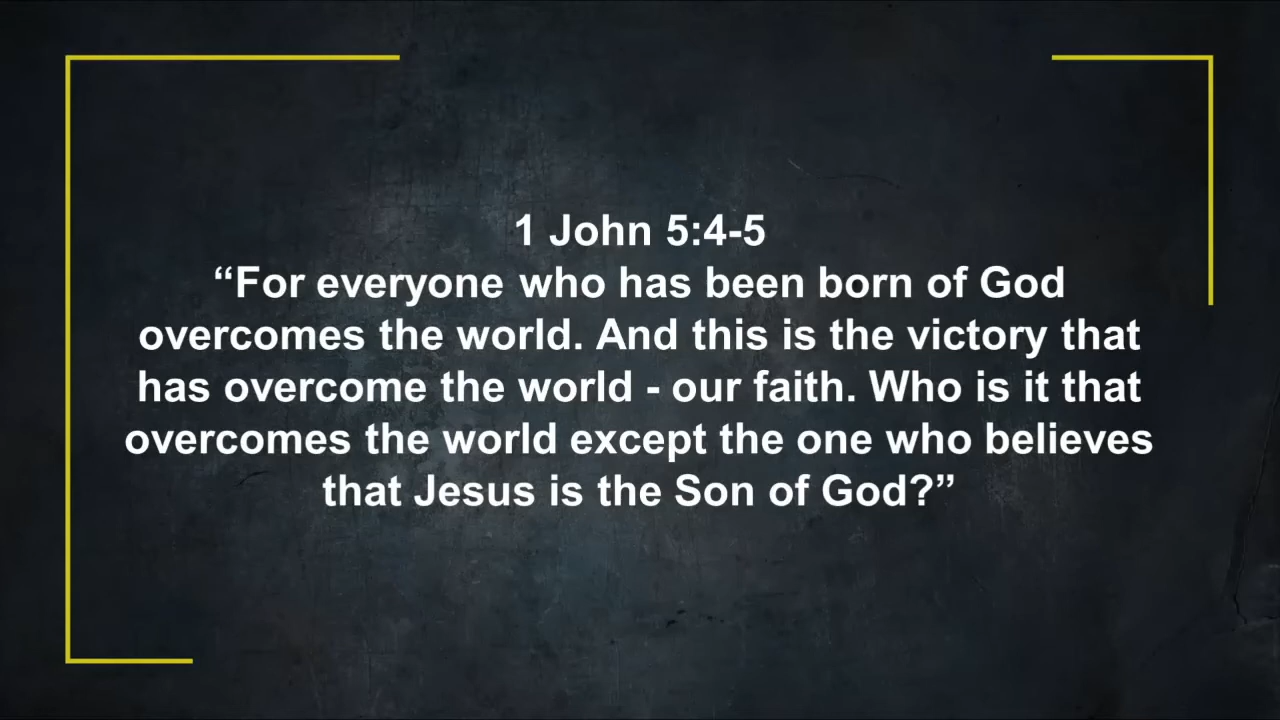 1 John 5:4-5
“For everyone who has been born of God
overcomes the world. And this is the victory that
has overcome the world - our faith. Who is it that
overcomes the world except the one who believes
that Jesus is the Son of God?”